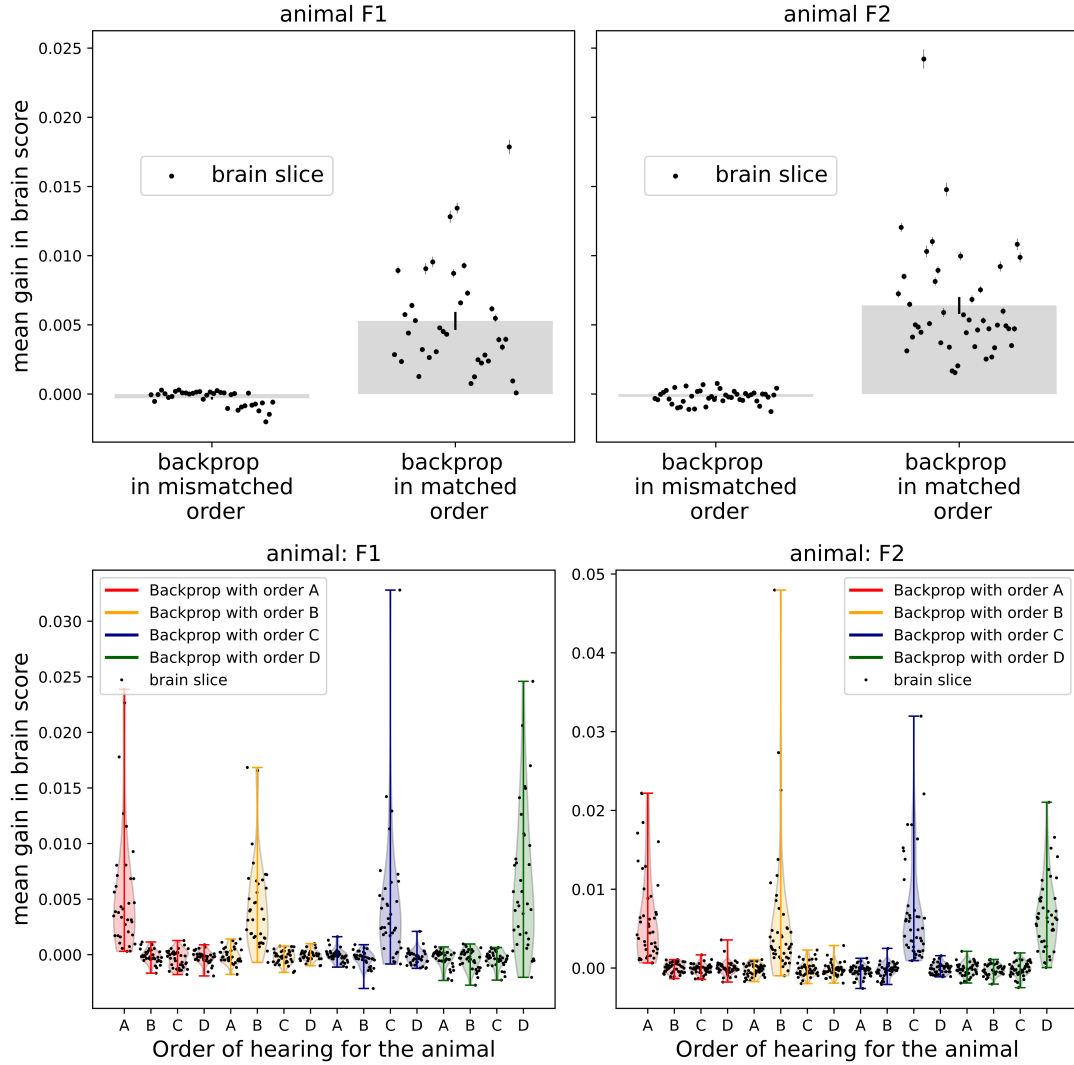 animal F1
animal F2
mean gain in brain score
0.025
0.020
0.015
0.010
0.005
0.000
brain slice
brain slice
backprop
in mismatched
order
backprop
in matched
order
backprop
in mismatched
order
backprop
in matched
order
animal: F1
animal: F2
mean gain in brain score
0.030
0.025
0.020
0.015
0.010
0.005
0.000
Backprop with order A
Backprop with order B
Backprop with order C
Backprop with order D
brain slice
A B C D A B C D A B C D A B C D
Order of hearing for the animal
0.05
0.04
0.03
0.02
0.01
0.00
Backprop with order A
Backprop with order B
Backprop with order C
Backprop with order D
brain slice
A B C D A B C D A B C D A B C D
Order of hearing for the animal